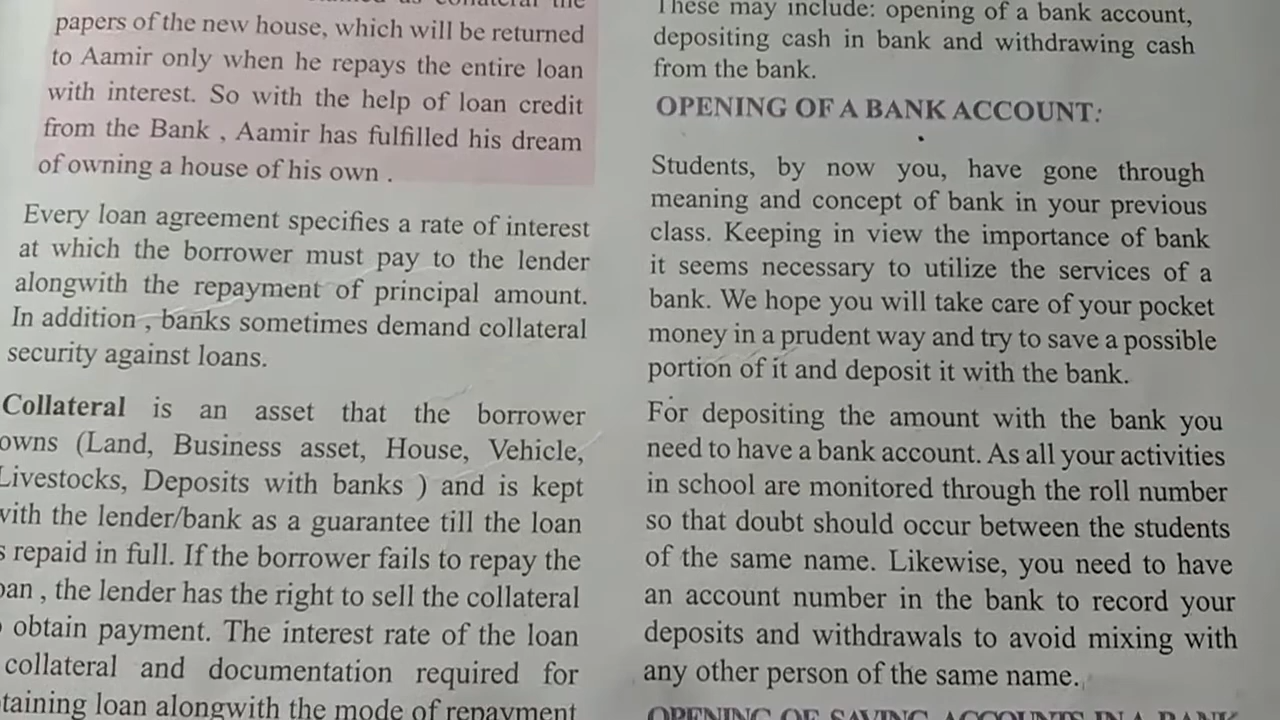 papers of the new house, which will be returned
to Aamir only when he repays the entire loan
with interest. So with the help of loan credit
from the Bank , Aamir has fulfilled his dream
of owning a house of his own .
Every loan agreement specifies a rate of interest
at which the borrower must pay to the lender
alongwith the repayment of principal amount.
In addition , banks sometimes demand collateral
security against loans.
Collateral is an asset that the borrower
owns (Land, Business asset, House, Vehicle,
Livestocks, Deposits with banks ) and is kept
with the lender/bank as a guarantee till the loan
repaid in full. If the borrower fails to repay the
, the lender has the right to sell the collateral
obtain payment. The interest rate of the loan
collateral and documentation required for
loan alongwith the mode of repayment
These may include: opening of a bank account,
depositing cash in bank and withdrawing cash
from the bank.
OPENING OF A BANK ACCOUNT:
Students, by now you, have gone through
meaning and concept of bank in your previous
class. Keeping in view the importance of bank
it seems necessary to utilize the services of a
bank. We hope you will take care of your pocket
money in a prudent way and try to save a possible
portion of it and deposit it with the bank.
For depositing the amount with the bank you
need to have a bank account. As all your activities
in school are monitored through the roll number
so that doubt should occur between the students
of the same name. Likewise, you need to have
an account number in the bank to record your
deposits and withdrawals to avoid mixing with
any other person of the same name.
OPENING OF SAVING ACCOUNTS IN A BANK